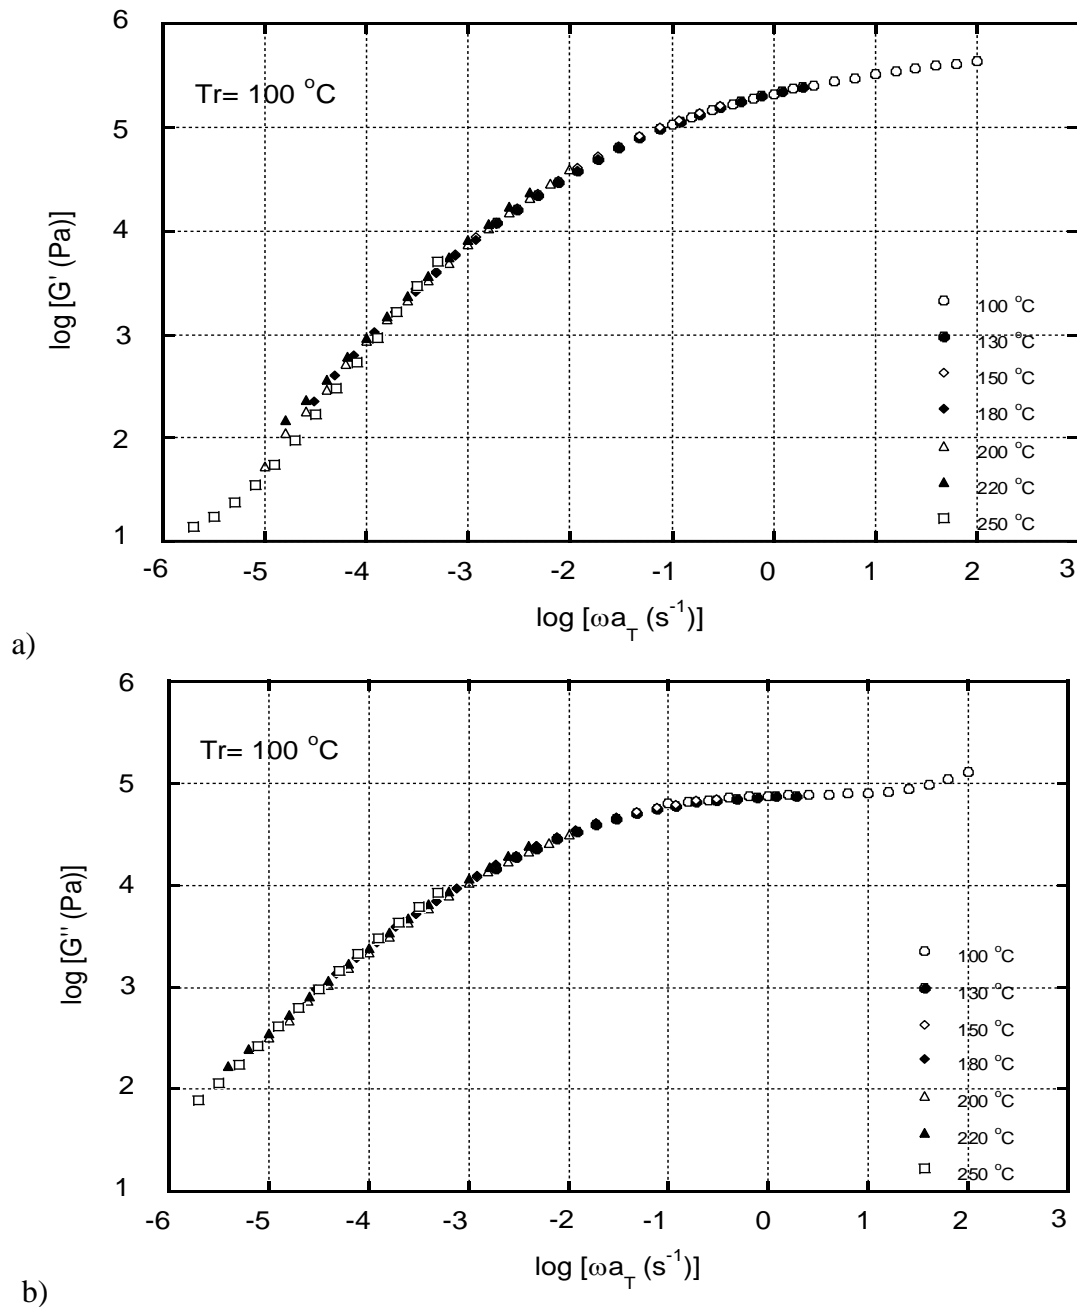 6
Tr= 100 °C
5
4
log [G' (Pa)]
100 °C
3
130 °C
150 °C
180 °C
2
200 °C
220 °C
250 °C
1
-6 -5 -4 -3 -2 -1 0 1 2 3
log [ωa_T (s⁻¹)]
a)
6
Tr= 100 °C
5
4
log [G'' (Pa)]
100 °C
3
130 °C
150 °C
180 °C
2
200 °C
220 °C
250 °C
1
-6 -5 -4 -3 -2 -1 0 1 2 3
log [ωa_T (s⁻¹)]
b)